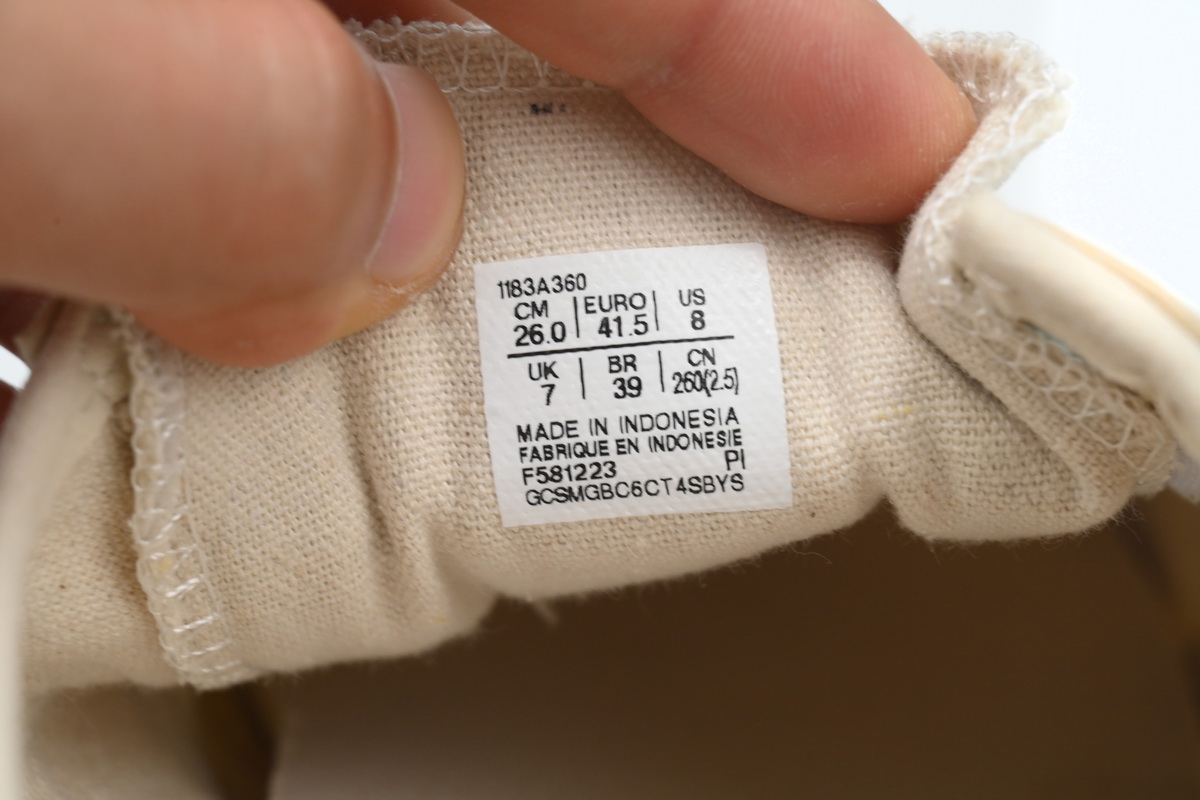 1183A360
CM | EURO | US
26.0 | 41.5 | 8
UK | BR | CN
7 | 39 | 260(2.5)
MADE IN INDONESIA
FABRIQUE EN INDONESIE
F581223 PI
GCSMGBC6CT4SBYS